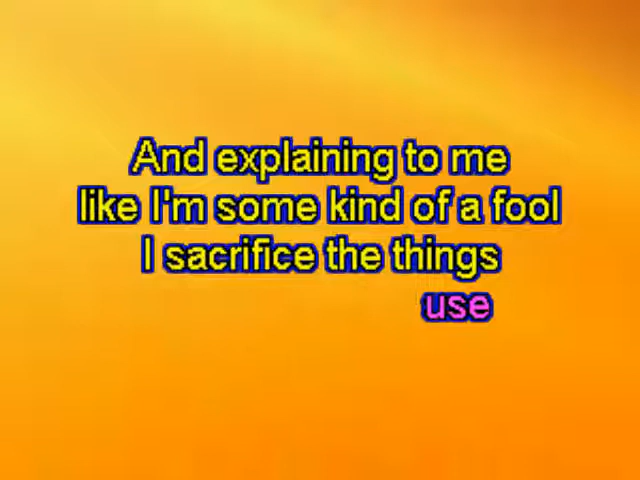 And explaining to me
like I'm some kind of a fool
I sacrifice the things
use